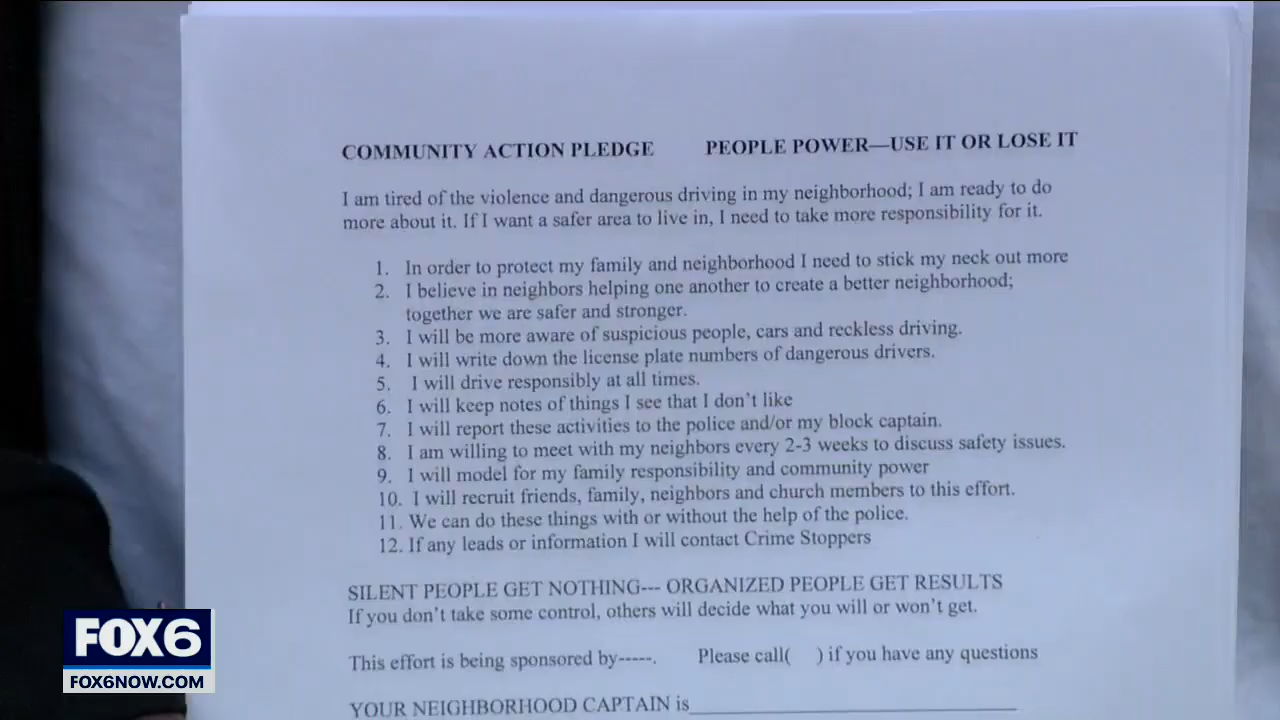 COMMUNITY ACTION PLEDGE PEOPLE POWER—USE IT OR LOSE IT
I am tired of the violence and dangerous driving in my neighborhood; I am ready to do
more about it. If I want a safer area to live in, I need to take more responsibility for it.
1. In order to protect my family and neighborhood I need to stick my neck out more
2. I believe in neighbors helping one another to create a better neighborhood;
together we are safer and stronger.
3. I will be more aware of suspicious people, cars and reckless driving.
4. I will write down the license plate numbers of dangerous drivers.
5. I will drive responsibly at all times.
6. I will keep notes of things I see that I don't like
7. I will report these activities to the police and/or my block captain.
8. I am willing to meet with my neighbors every 2-3 weeks to discuss safety issues.
9. I will model for my family responsibility and community power
10. I will recruit friends, family, neighbors and church members to this effort.
11. We can do these things with or without the help of the police.
12. If any leads or information I will contact Crime Stoppers
SILENT PEOPLE GET NOTHING--- ORGANIZED PEOPLE GET RESULTS
If you don't take some control, others will decide what you will or won't get.
This effort is being sponsored by-----. Please call( ) if you have any questions
YOUR NEIGHBORHOOD CAPTAIN is
FOX6
FOX6NOW.COM